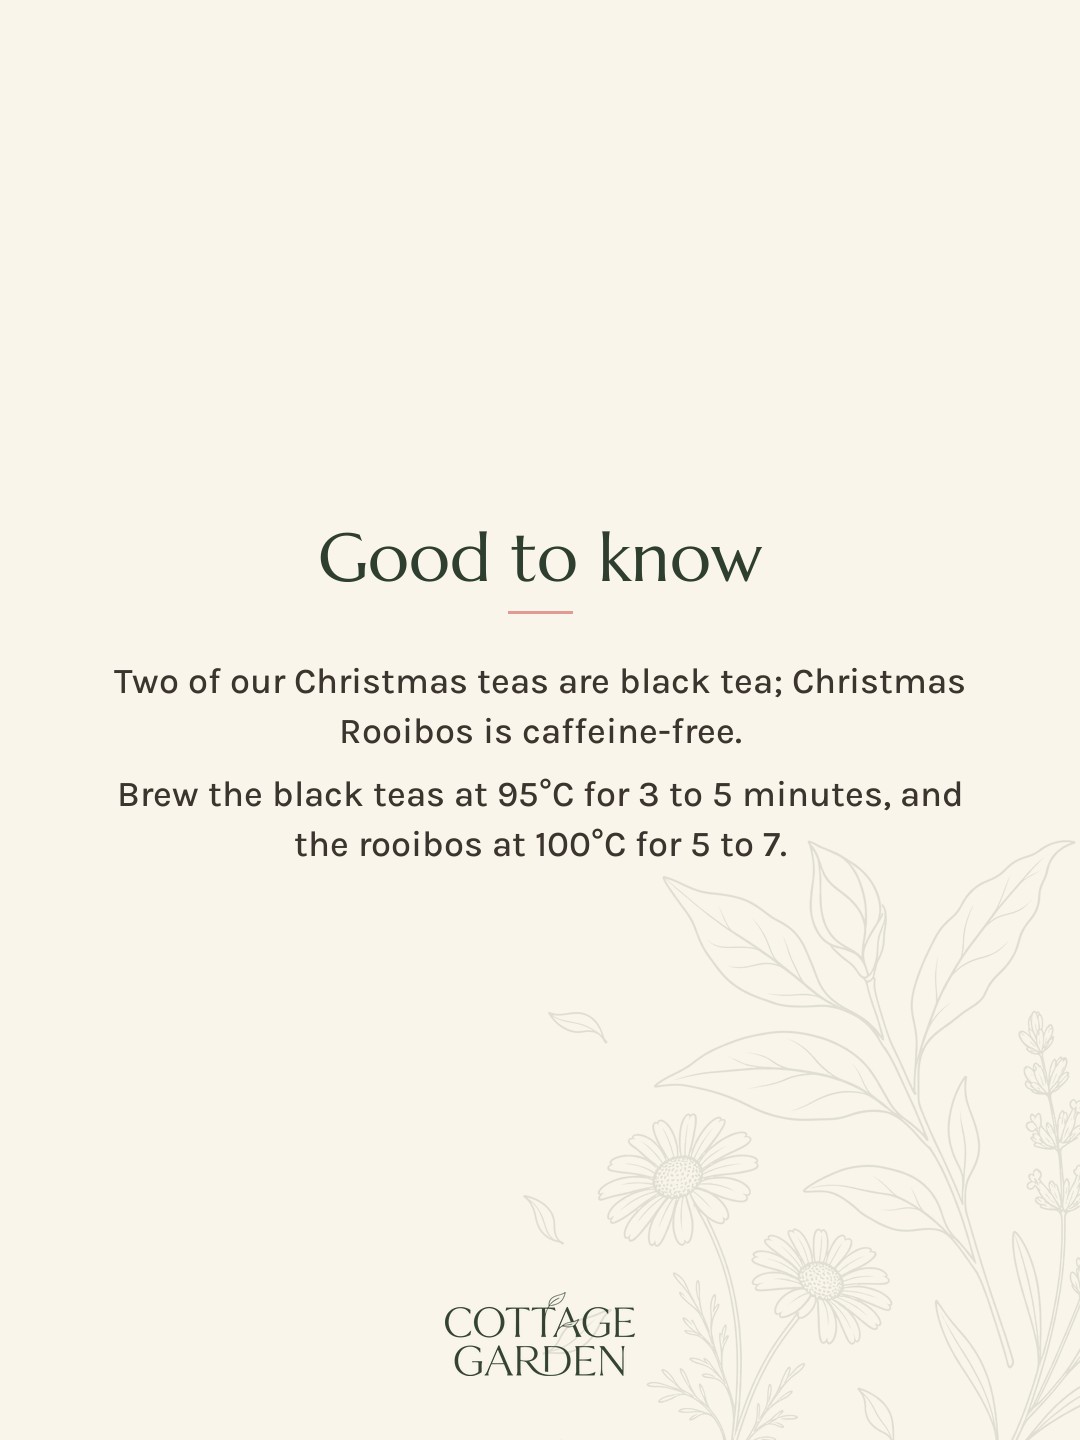 Good to know
Two of our Christmas teas are black tea; Christmas
Rooibos is caffeine-free.
Brew the black teas at 95°C for 3 to 5 minutes, and
the rooibos at 100°C for 5 to 7.
COTTAGE
GARDEN